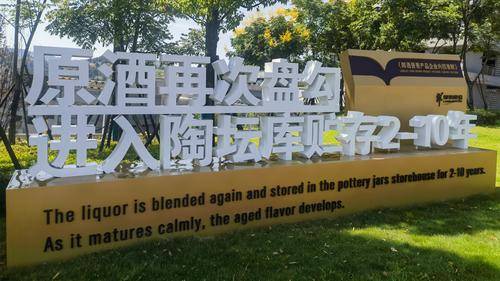 原酒再次盘勾
进入陶坛库贮存2-10年
The liquor is blended again and stored in the pottery jars storehouse for 2-10 years.
As it matures calmly, the aged flavor develops.